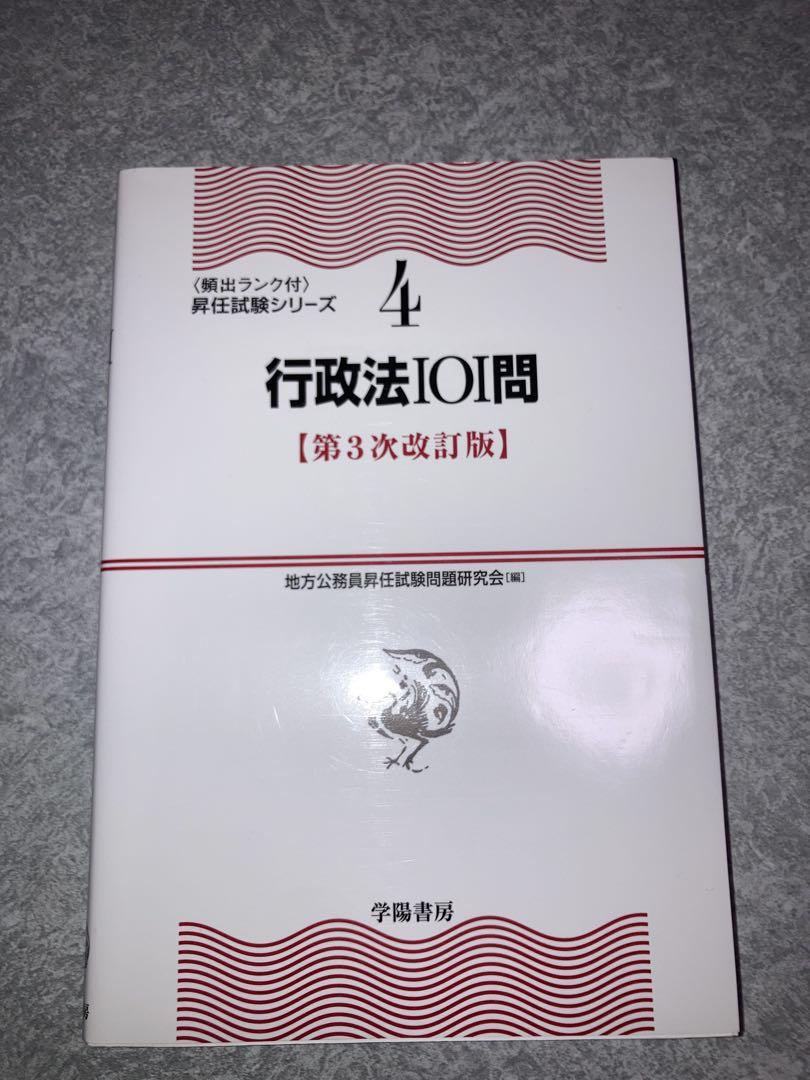 〈頻出ランク付〉
昇任試験シリーズ 4
行政法101問
【第3次改訂版】
地方公務員昇任試験問題研究会[編]
学陽書房
房